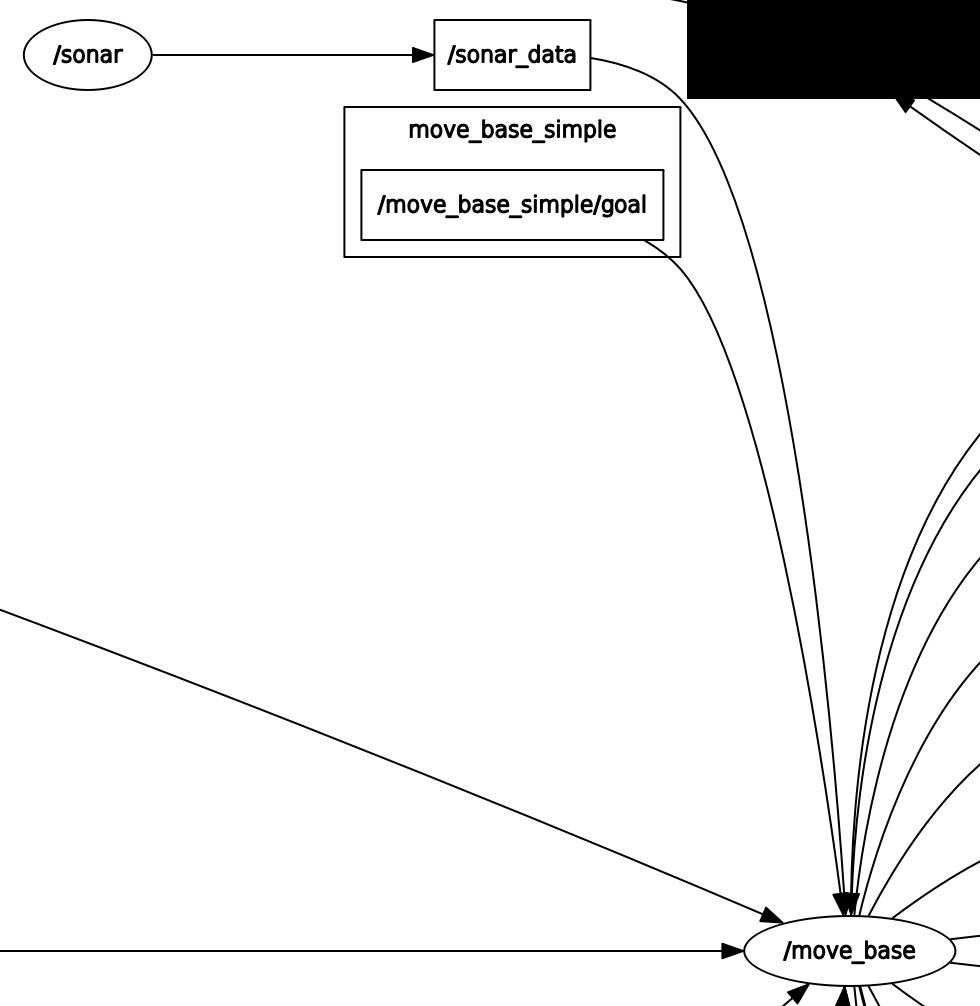 /sonar
/sonar_data
move_base_simple
/move_base_simple/goal
/move_base